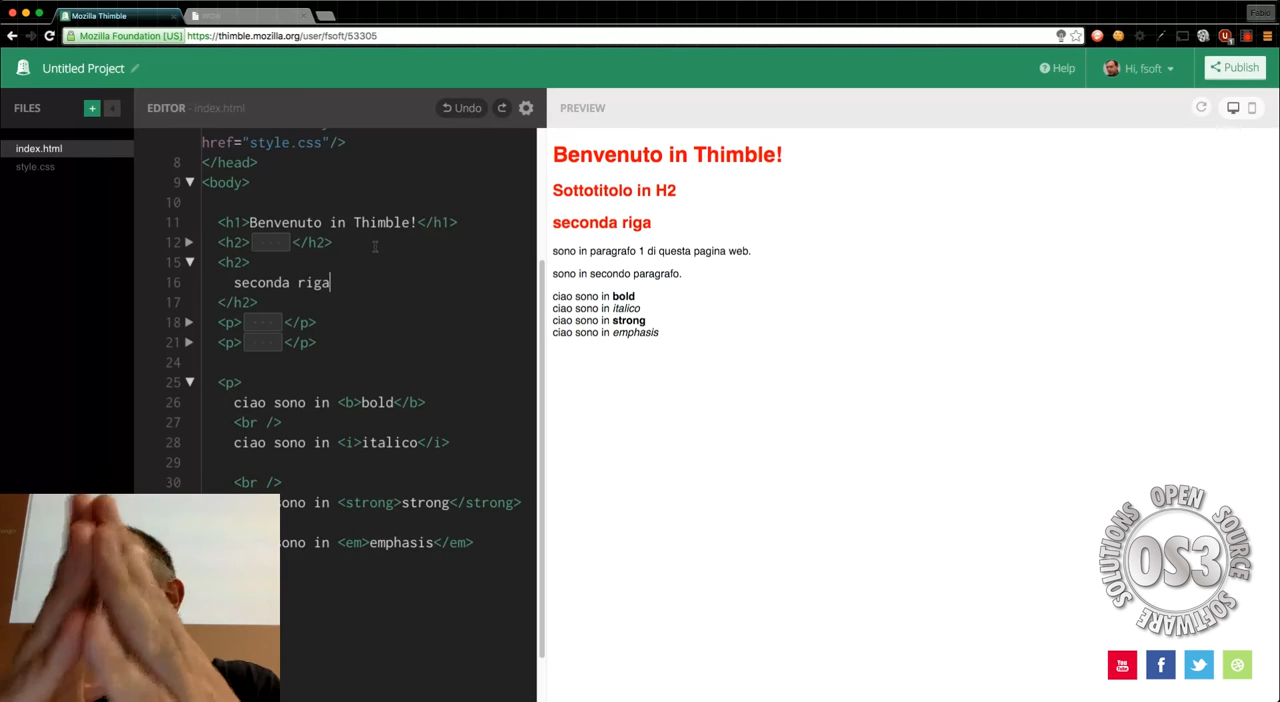 Mozilla Thimble
Fabio
Mozilla Foundation [US] https://thimble.mozilla.org/user/fsoft/53305
Untitled Project
Help
Hi, fsoft
Publish
FILES
EDITOR - index.html
Undo
PREVIEW
index.html
style.css
href="style.css"/>
8 </head>
9 <body>
10
11 <h1>Benvenuto in Thimble!</h1>
12 <h2> ... </h2>
15 <h2>
16 seconda riga
17 </h2>
18 <p> ... </p>
21 <p> ... </p>
24
25 <p>
26 ciao sono in <b>bold</b>
27 <br />
28 ciao sono in <i>italico</i>
29
30 <br />
sono in <strong>strong</strong>
sono in <em>emphasis</em>
Benvenuto in Thimble!
Sottotitolo in H2
seconda riga
sono in paragrafo 1 di questa pagina web.
sono in secondo paragrafo.
ciao sono in bold
ciao sono in italico
ciao sono in strong
ciao sono in emphasis
OPEN SOURCE SOFTWARE SOLUTIONS
OS3
You Tube